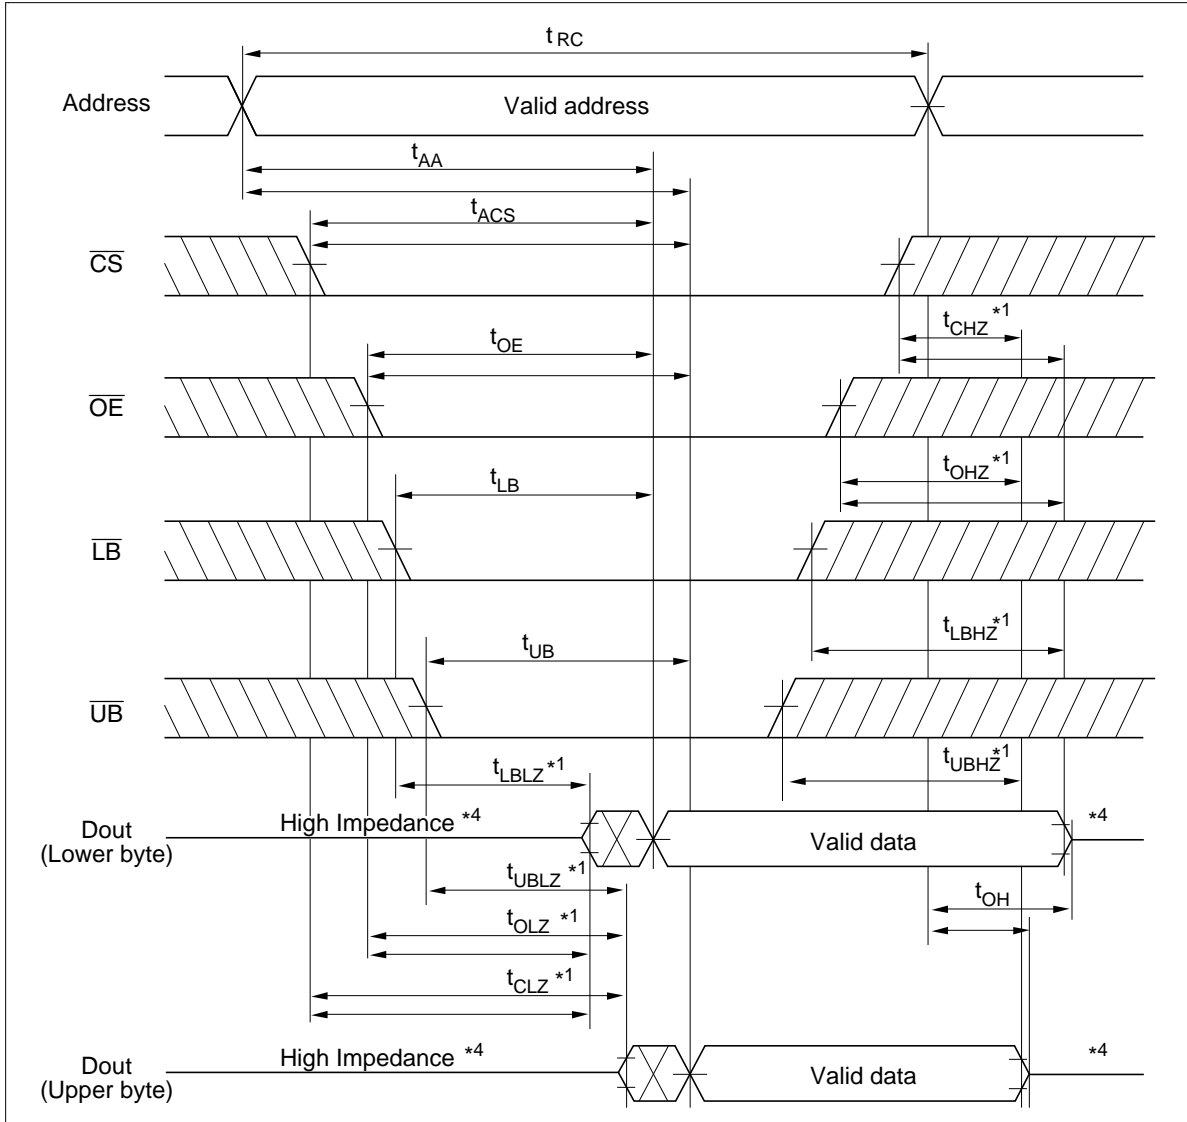 tRC
Address
Valid address
tAA
tACS
CS
tCHZ *1
tOE
OE
tOHZ *1
tLB
LB
tLBHZ *1
tUB
UB
tUBHZ *1
tLBLZ *1
High Impedance *4
*4
Dout
(Lower byte)
Valid data
tUBLZ *1
tOH
tOLZ *1
tCLZ *1
High Impedance *4
*4
Dout
(Upper byte)
Valid data